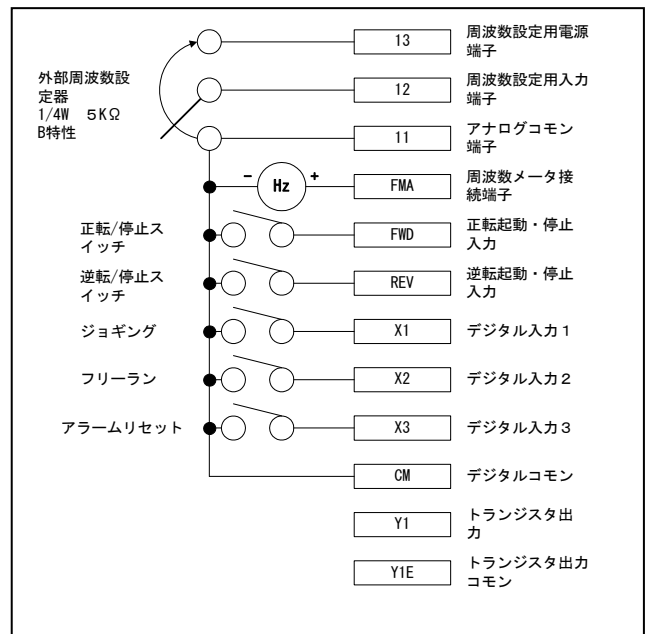 13
周波数設定用電源
端子
外部周波数設
定器
1/4W　５KΩ
B特性
12
周波数設定用入力
端子
11
アナログコモン
端子
− Hz +
FMA
周波数メータ接
続端子
正転/停止ス
イッチ
FWD
正転起動・停止
入力
逆転/停止ス
イッチ
REV
逆転起動・停止
入力
ジョギング
X1
デジタル入力１
フリーラン
X2
デジタル入力２
アラームリセット
X3
デジタル入力３
CM
デジタルコモン
Y1
トランジスタ出
力
Y1E
トランジスタ出力
コモン